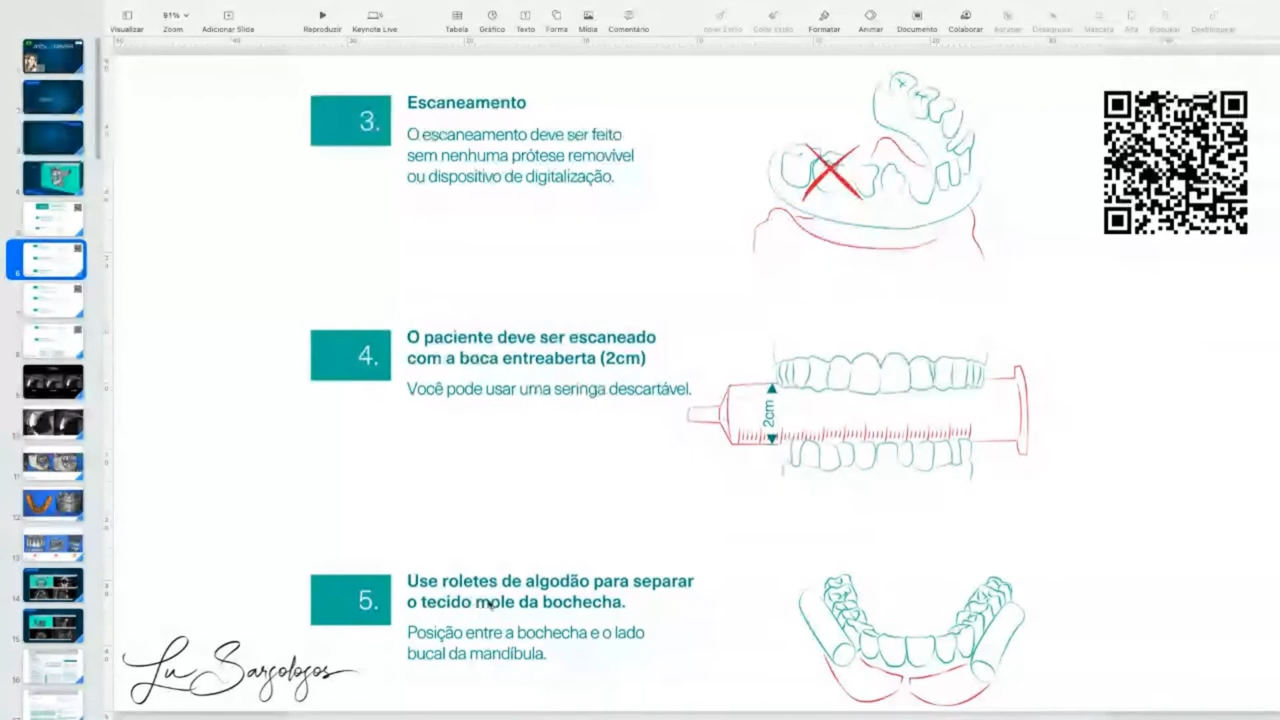 91%
Visualizar
Zoom
Adicionar Slide
Reproduzir
Keynote Live
Tabela
Gráfico
Texto
Forma
Mídia
Comentário
Formatar
Animar
Documento
Colaborar
3.
Escaneamento
O escaneamento deve ser feito
sem nenhuma prótese removível
ou dispositivo de digitalização.
4.
O paciente deve ser escaneado
com a boca entreaberta (2cm)
Você pode usar uma seringa descartável.
2cm
5.
Use roletes de algodão para separar
o tecido mole da bochecha.
Posição entre a bochecha e o lado
bucal da mandíbula.
Lu Sargologos